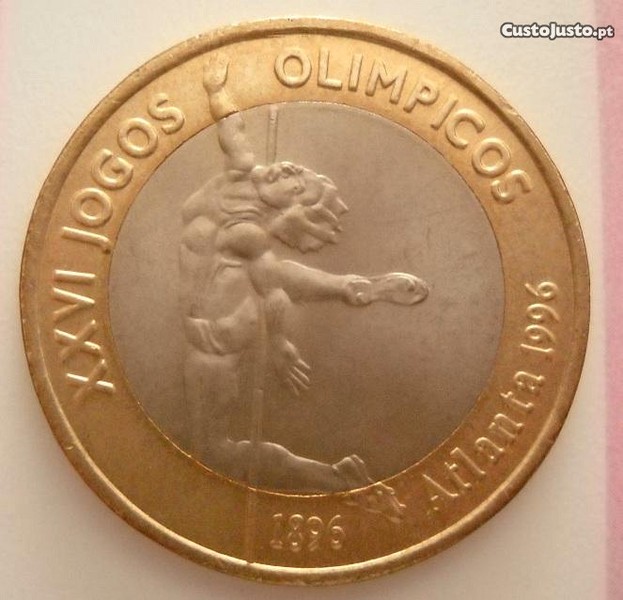 CustoJusto.pt
XXVI JOGOS OLIMPICOS
Atlanta 1996
1896